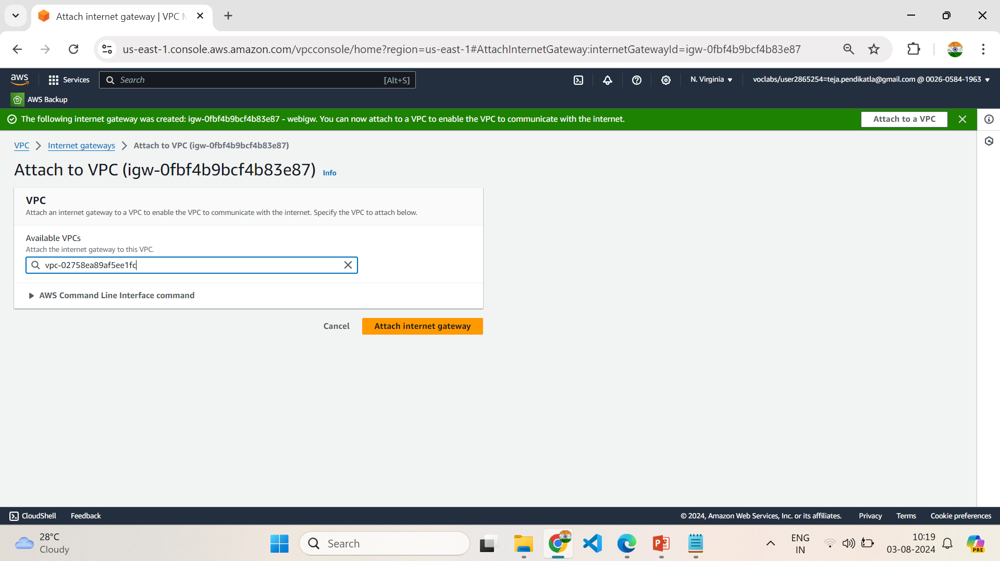 Attach internet gateway | VPC M
us-east-1.console.aws.amazon.com/vpcconsole/home?region=us-east-1#AttachInternetGateway:internetGatewayId=igw-0fbf4b9bcf4b83e87
aws Services Search [Alt+S] N. Virginia voclabs/user2865254=teja.pendikatla@gmail.com @ 0026-0584-1963
AWS Backup
The following internet gateway was created: igw-0fbf4b9bcf4b83e87 - webigw. You can now attach to a VPC to enable the VPC to communicate with the internet. Attach to a VPC
VPC Internet gateways Attach to VPC (igw-0fbf4b9bcf4b83e87)
Attach to VPC (igw-0fbf4b9bcf4b83e87) Info
VPC
Attach an internet gateway to a VPC to enable the VPC to communicate with the internet. Specify the VPC to attach below.
Available VPCs
Attach the internet gateway to this VPC.
vpc-02758ea89af5ee1fc
AWS Command Line Interface command
Cancel Attach internet gateway
CloudShell Feedback © 2024, Amazon Web Services, Inc. or its affiliates. Privacy Terms Cookie preferences
28°C
Cloudy
Search
ENG
IN
10:19
03-08-2024
PRE